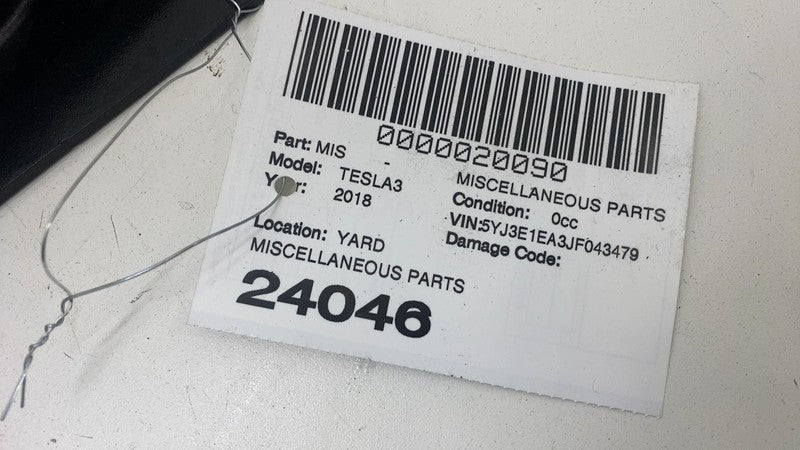 0000020090
Part: MIS - MISCELLANEOUS PARTS
Model: TESLA3 Condition: 0cc
Year: 2018 VIN:5YJ3E1EA3JF043479
Damage Code:
Location: YARD
MISCELLANEOUS PARTS
24046